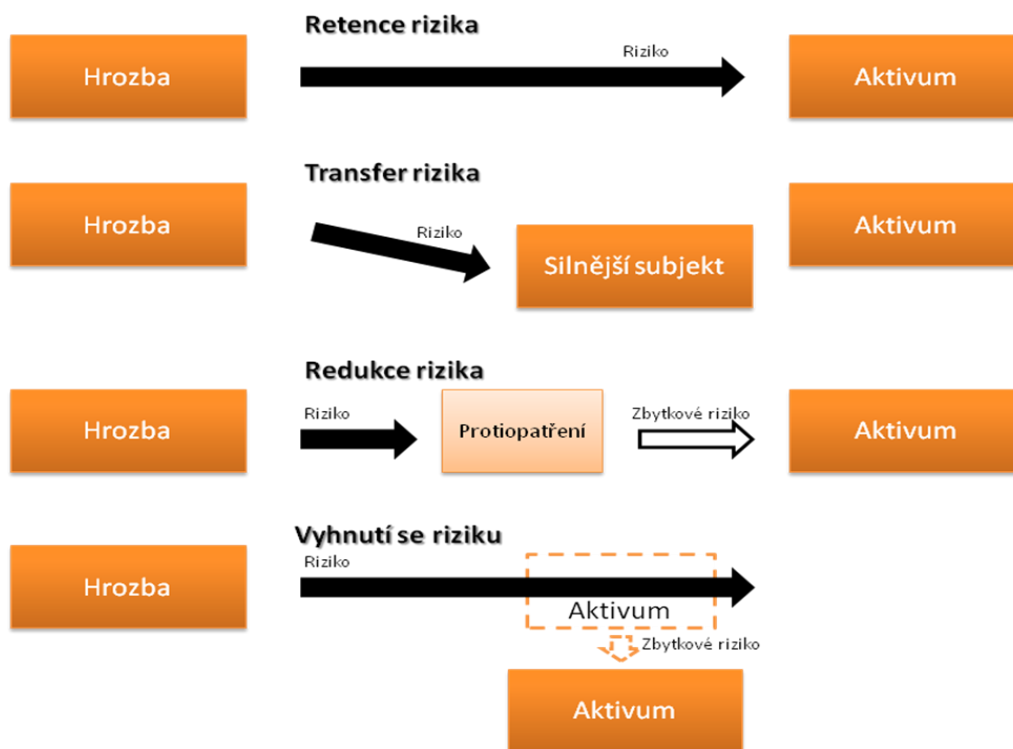 Retence rizika
Hrozba
Riziko
Aktivum
Transfer rizika
Hrozba
Riziko
Silnější subjekt
Aktivum
Redukce rizika
Hrozba
Riziko
Protiopatření
Zbytkové riziko
Aktivum
Vyhnutí se riziku
Hrozba
Riziko
Aktivum
Zbytkové riziko
Aktivum